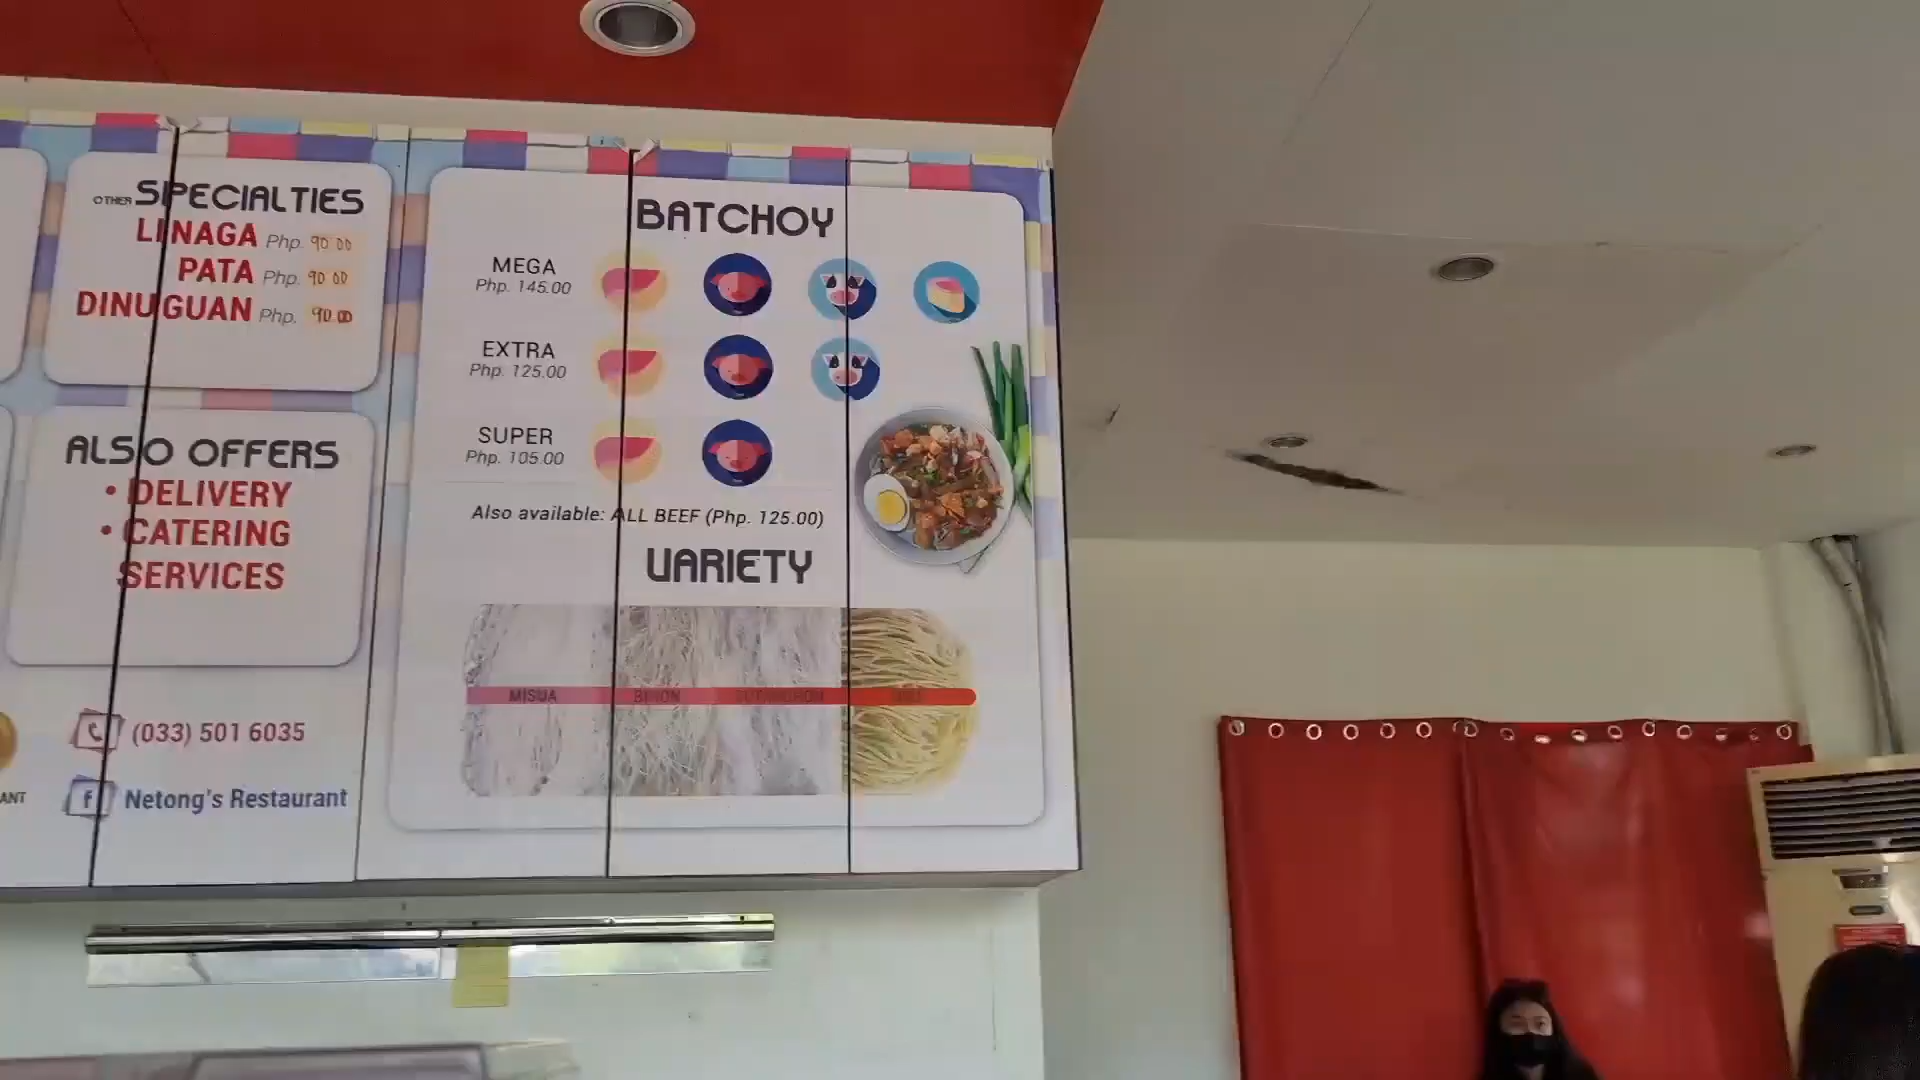 OTHER SPECIALTIES
LINAGA Php. 90.00
PATA Php. 90.00
DINUGUAN Php. 90.00
ALSO OFFERS
• DELIVERY
• CATERING
SERVICES
(033) 501 6035
ANT
f Netong's Restaurant
BATCHOY
MEGA
Php. 145.00
EXTRA
Php. 125.00
SUPER
Php. 105.00
Also available: ALL BEEF (Php. 125.00)
VARIETY
MISUA BIHON SOTANGHON